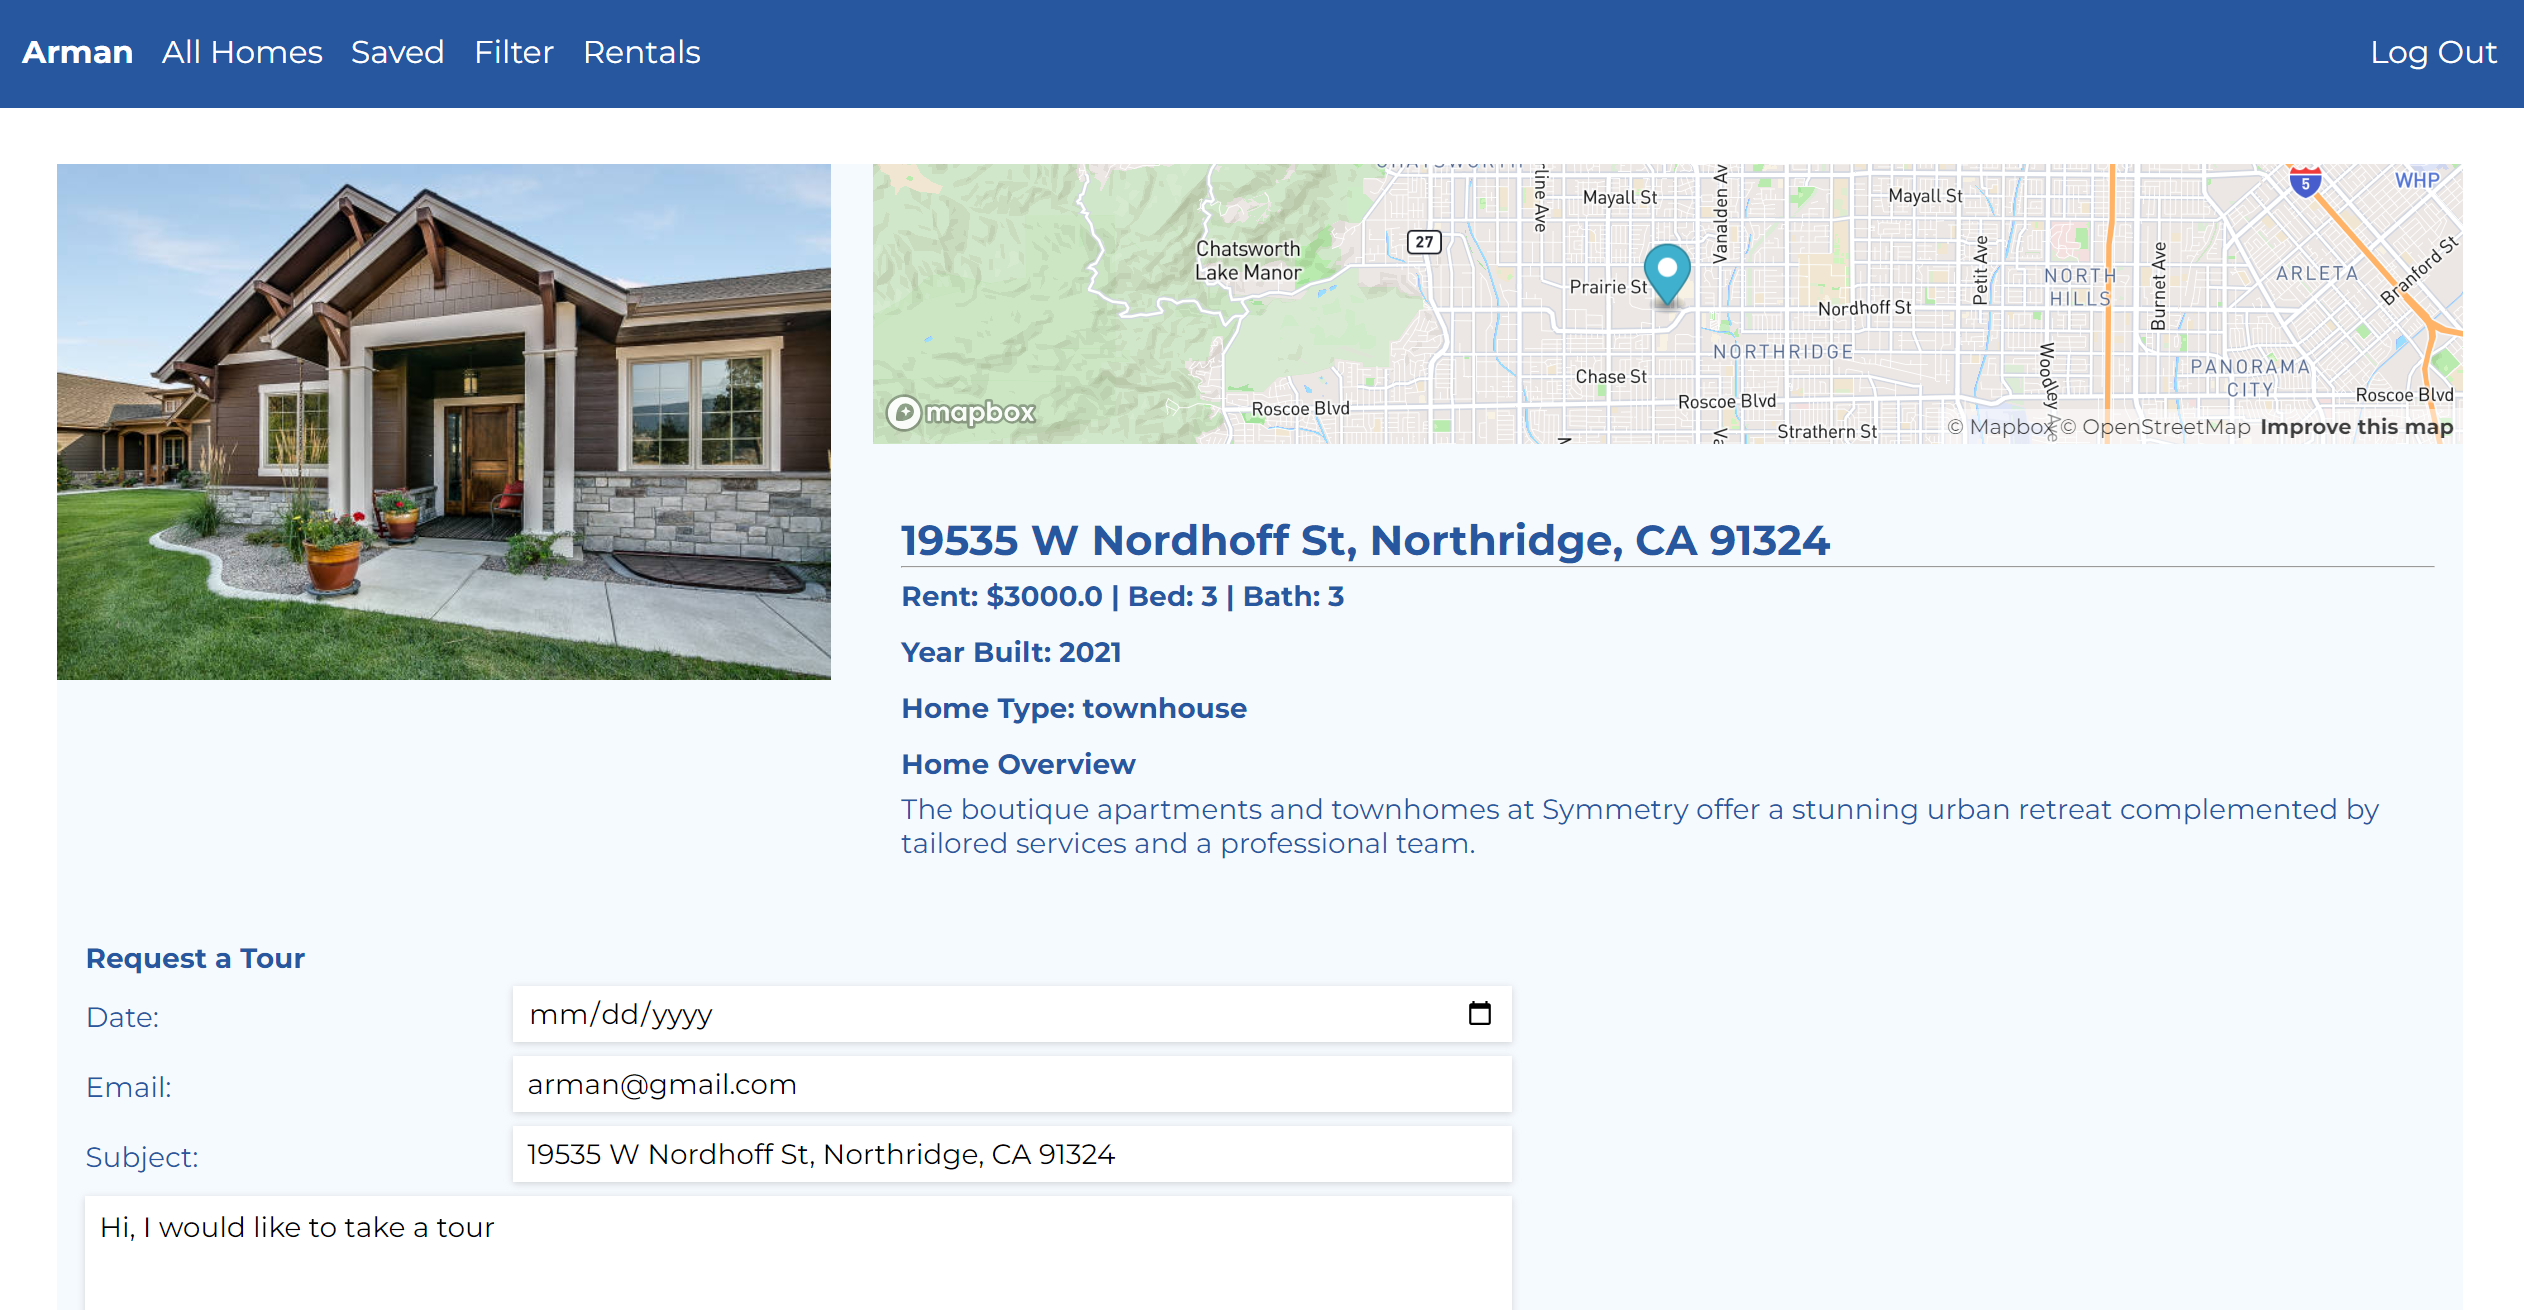 Arman All Homes Saved Filter Rentals Log Out
Mayall St
Mayall St
Vanalden Av
5
WHP
27
Chatsworth
Lake Manor
Prairie St
Nordhoff St
Petit Ave
NORTH
HILLS
Burnet Ave
ARLETA
Branford St
NORTHRIDGE
Chase St
Woodley Ave
PANORAMA
CITY
Roscoe Blvd
Roscoe Blvd
Roscoe Blvd
Strathern St
mapbox
© Mapbox © OpenStreetMap Improve this map
19535 W Nordhoff St, Northridge, CA 91324
Rent: $3000.0 | Bed: 3 | Bath: 3
Year Built: 2021
Home Type: townhouse
Home Overview
The boutique apartments and townhomes at Symmetry offer a stunning urban retreat complemented by
tailored services and a professional team.
Request a Tour
Date: mm/dd/yyyy
Email: arman@gmail.com
Subject: 19535 W Nordhoff St, Northridge, CA 91324
Hi, I would like to take a tour